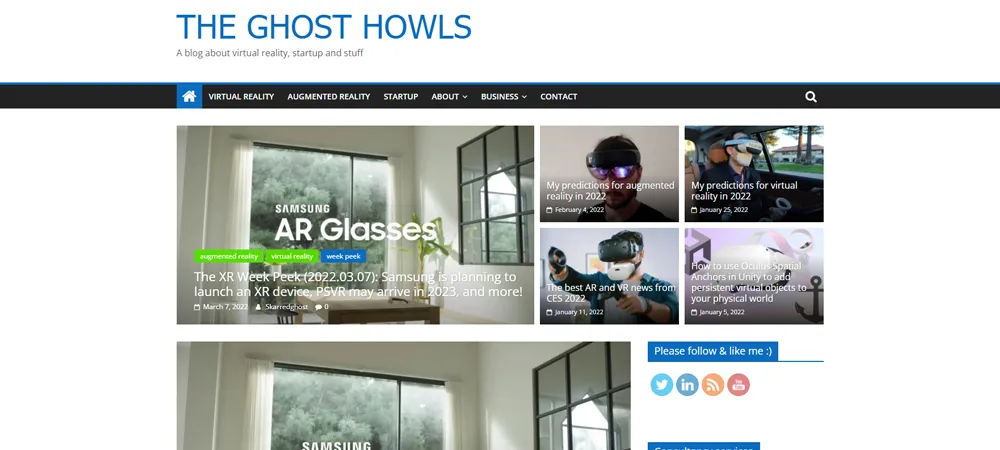 THE GHOST HOWLS
A blog about virtual reality, startup and stuff
VIRTUAL REALITY
AUGMENTED REALITY
STARTUP
ABOUT
BUSINESS
CONTACT
SAMSUNG
AR Glasses
augmented reality
virtual reality
week peek
The XR Week Peek (2022.03.07): Samsung is planning to
launch an XR device, PSVR may arrive in 2023, and more!
March 7, 2022
Skarredghost
0
My predictions for augmented
reality in 2022
February 4, 2022
My predictions for virtual
reality in 2022
January 25, 2022
The best AR and VR news from
CES 2022
January 11, 2022
How to use Oculus Spatial
Anchors in Unity to add
persistent virtual objects to
your physical world
January 5, 2022
SAMSUNG
Please follow & like me :)
You
Tube
Consultancy services